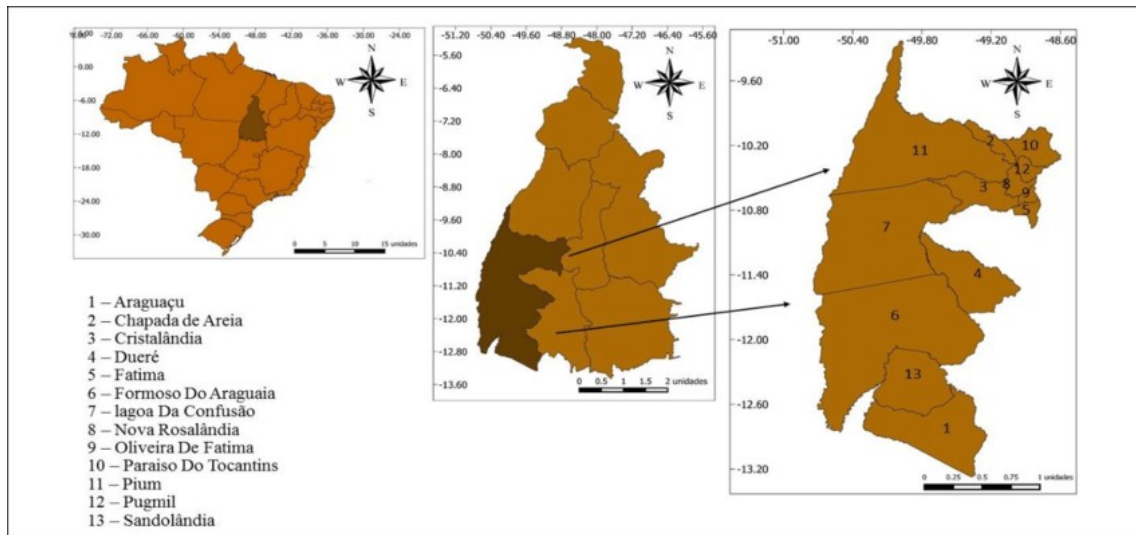 -78.00 -72.00 -66.00 -60.00 -54.00 -48.00 -42.00 -36.00 -30.00 -24.00
0.00
-6.00
-12.00
-18.00
-24.00
-30.00
N
W E
S
0 5 10 15 unidades
-51.20 -50.40 -49.60 -48.80 -48.00 -47.20 -46.40 -45.60
-5.60
-6.40
-7.20
-8.00
-8.80
-9.60
-10.40
-11.20
-12.00
-12.80
-13.60
N
W E
S
0 0.5 1 1.5 2 unidades
-51.00 -50.40 -49.80 -49.20 -48.60
-9.60
-10.20
-10.80
-11.40
-12.00
-12.60
-13.20
N
W E
S
2
10
11
12
3
8
9
5
7
4
6
13
1
0 0.25 0.5 0.75 1 unidades
1 – Araguaçu
2 – Chapada de Areia
3 – Cristalândia
4 – Dueré
5 – Fatima
6 – Formoso Do Araguaia
7 – lagoa Da Confusão
8 – Nova Rosalândia
9 – Oliveira De Fatima
10 – Paraiso Do Tocantins
11 – Pium
12 – Pugmil
13 – Sandolândia